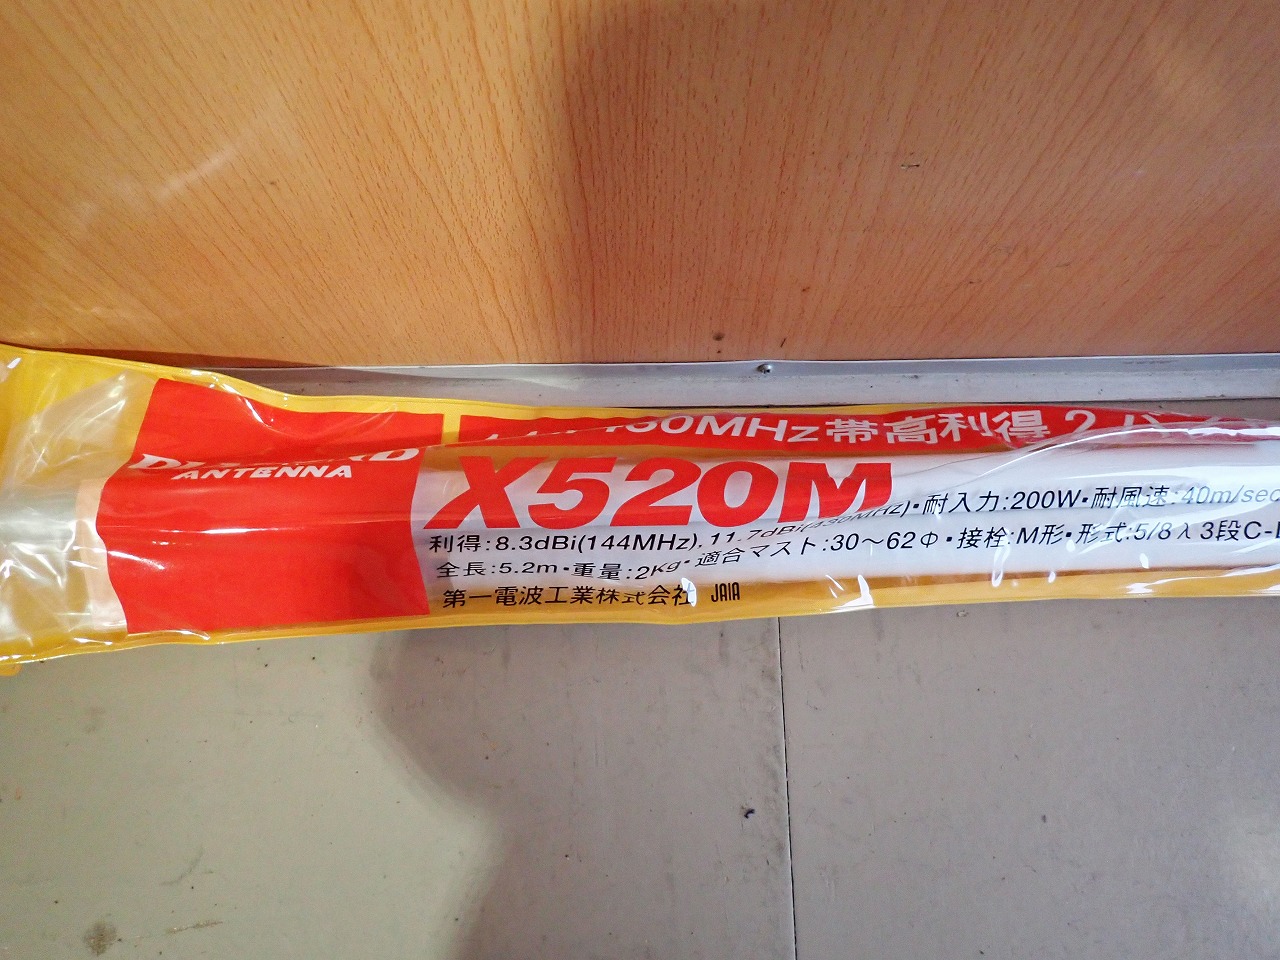 ANTENNA
430MHz帯高利得2バ
X520M
利得:8.3dBi(144MHz), 11.7dBi(430MHz)・耐入力:200W・耐風速:40m/sec
全長:5.2m・重量:2Kg・適合マスト:30～62Φ・接栓:M形・形式:5/8λ3段C-L
第一電波工業株式会社 JAIA